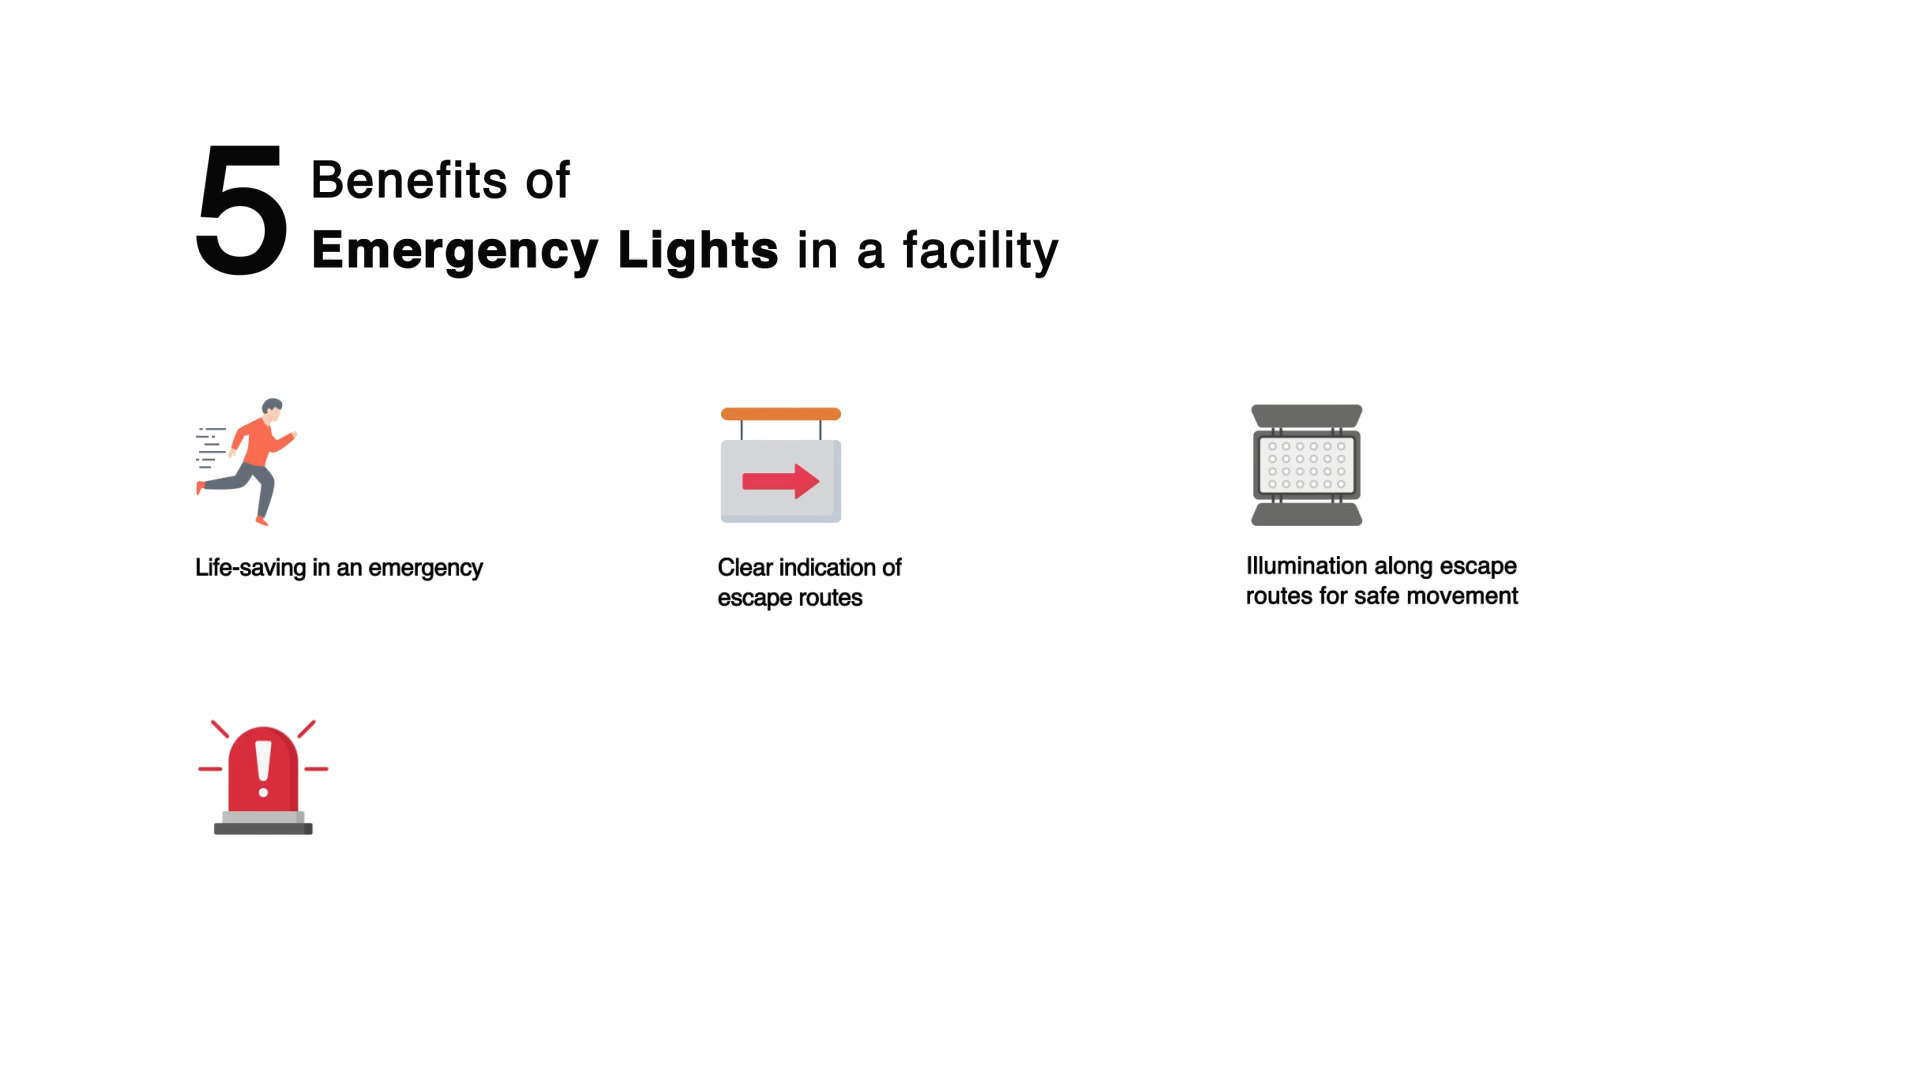 5
Benefits of
Emergency Lights in a facility
Life-saving in an emergency
Clear indication of
escape routes
Illumination along escape
routes for safe movement
!